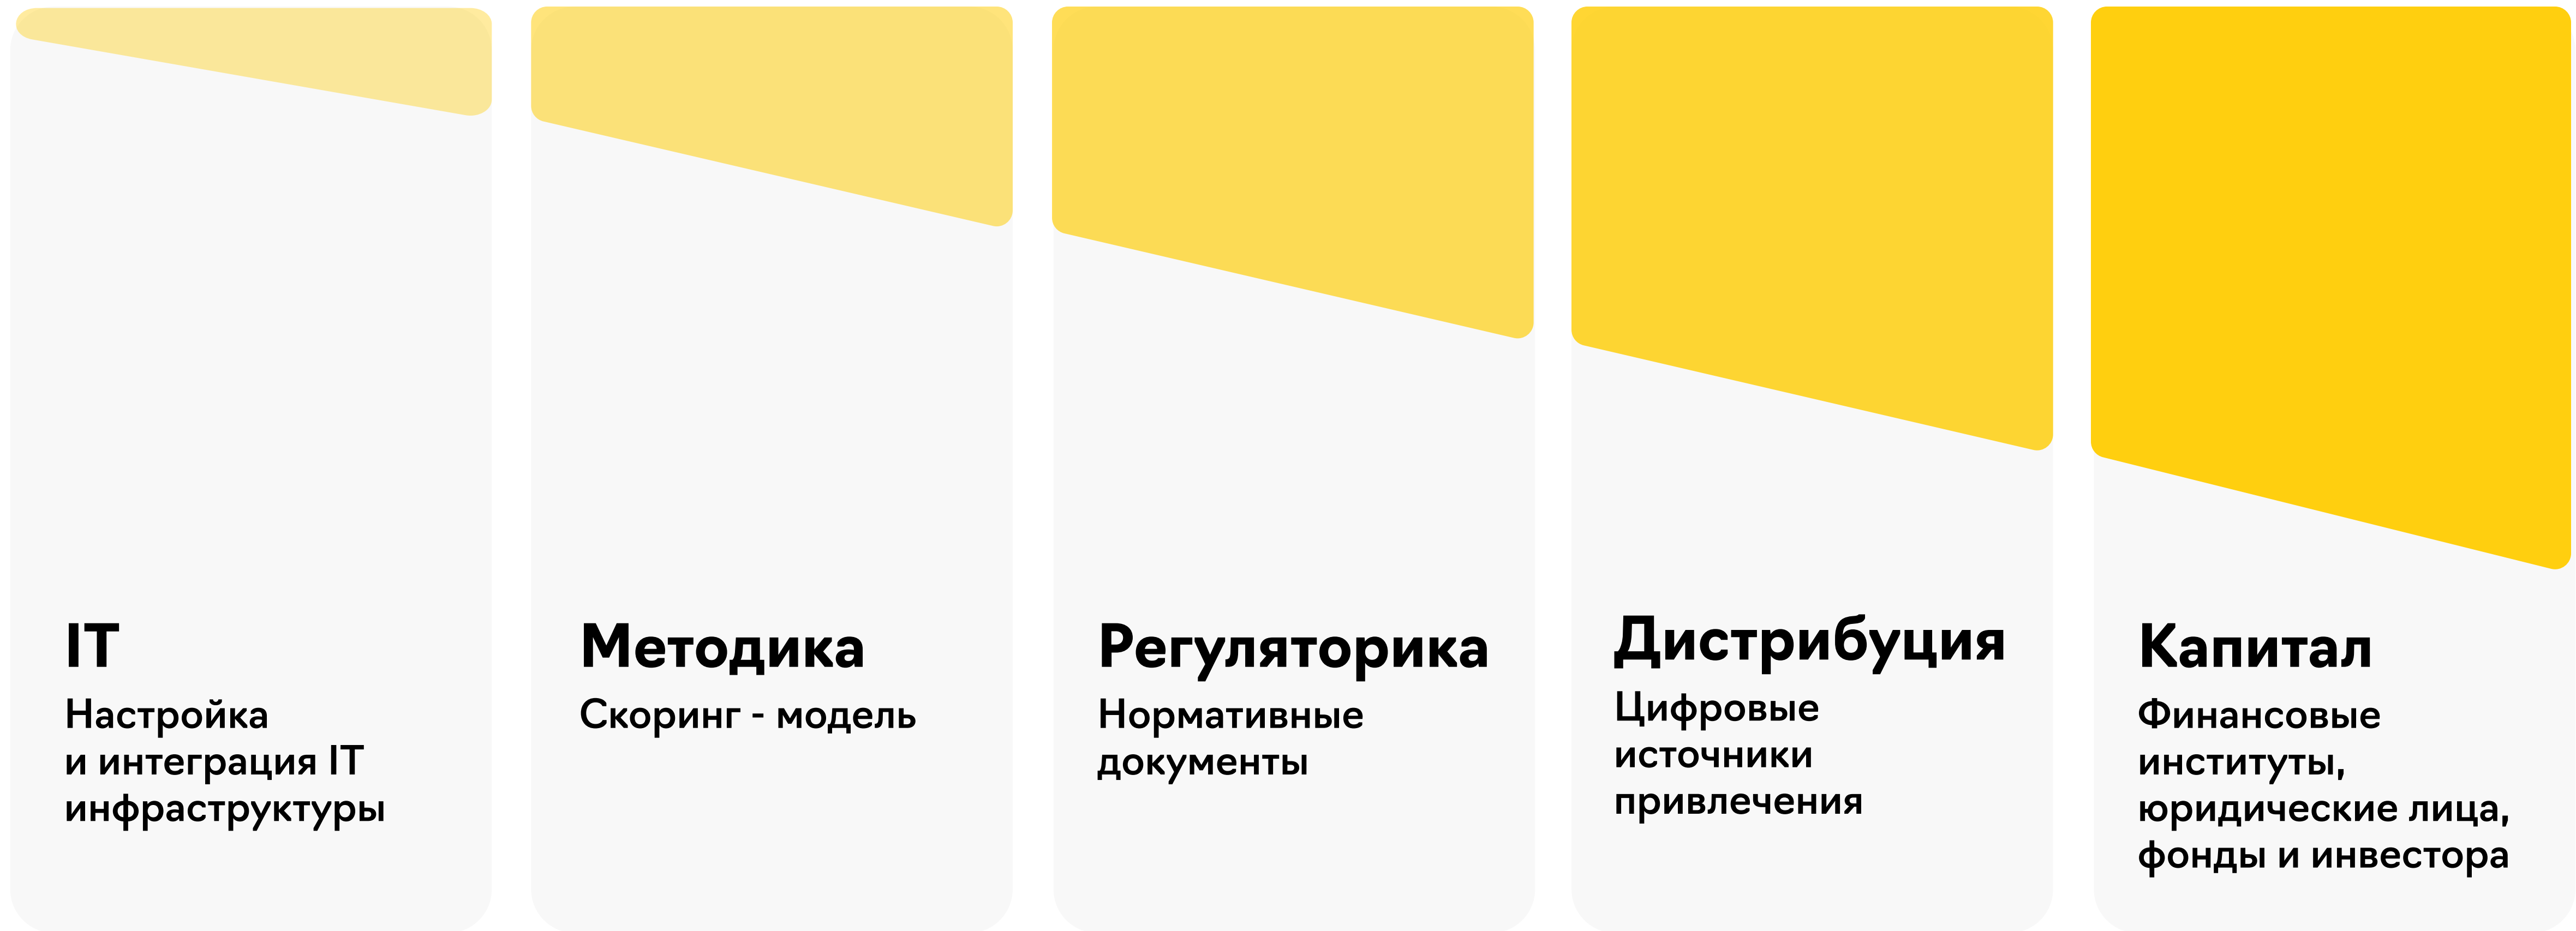 IT
Настройка
и интеграция IT
инфраструктуры
Методика
Скоринг - модель
Регуляторика
Нормативные
документы
Дистрибуция
Цифровые
источники
привлечения
Капитал
Финансовые
институты,
юридические лица,
фонды и инвестора